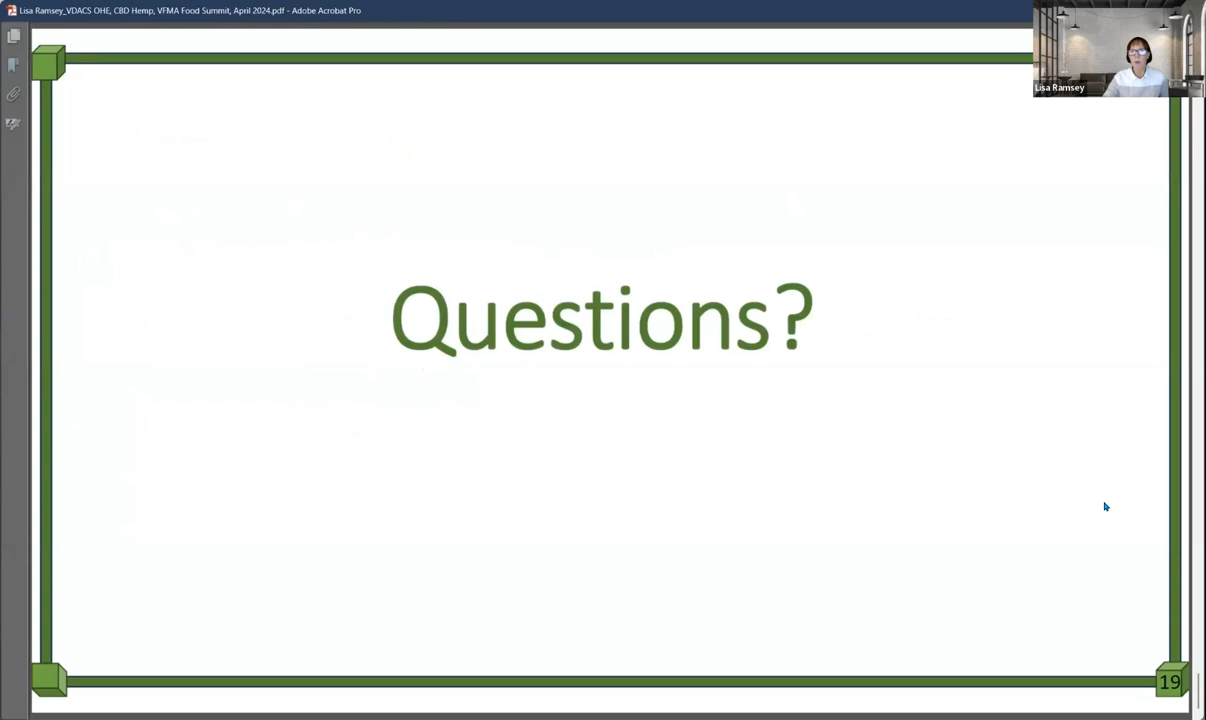 Lisa Ramsey_VDACS OHE, CBD Hemp, VFMA Food Summit, April 2024.pdf - Adobe Acrobat Pro
Lisa Ramsey
Questions?
19